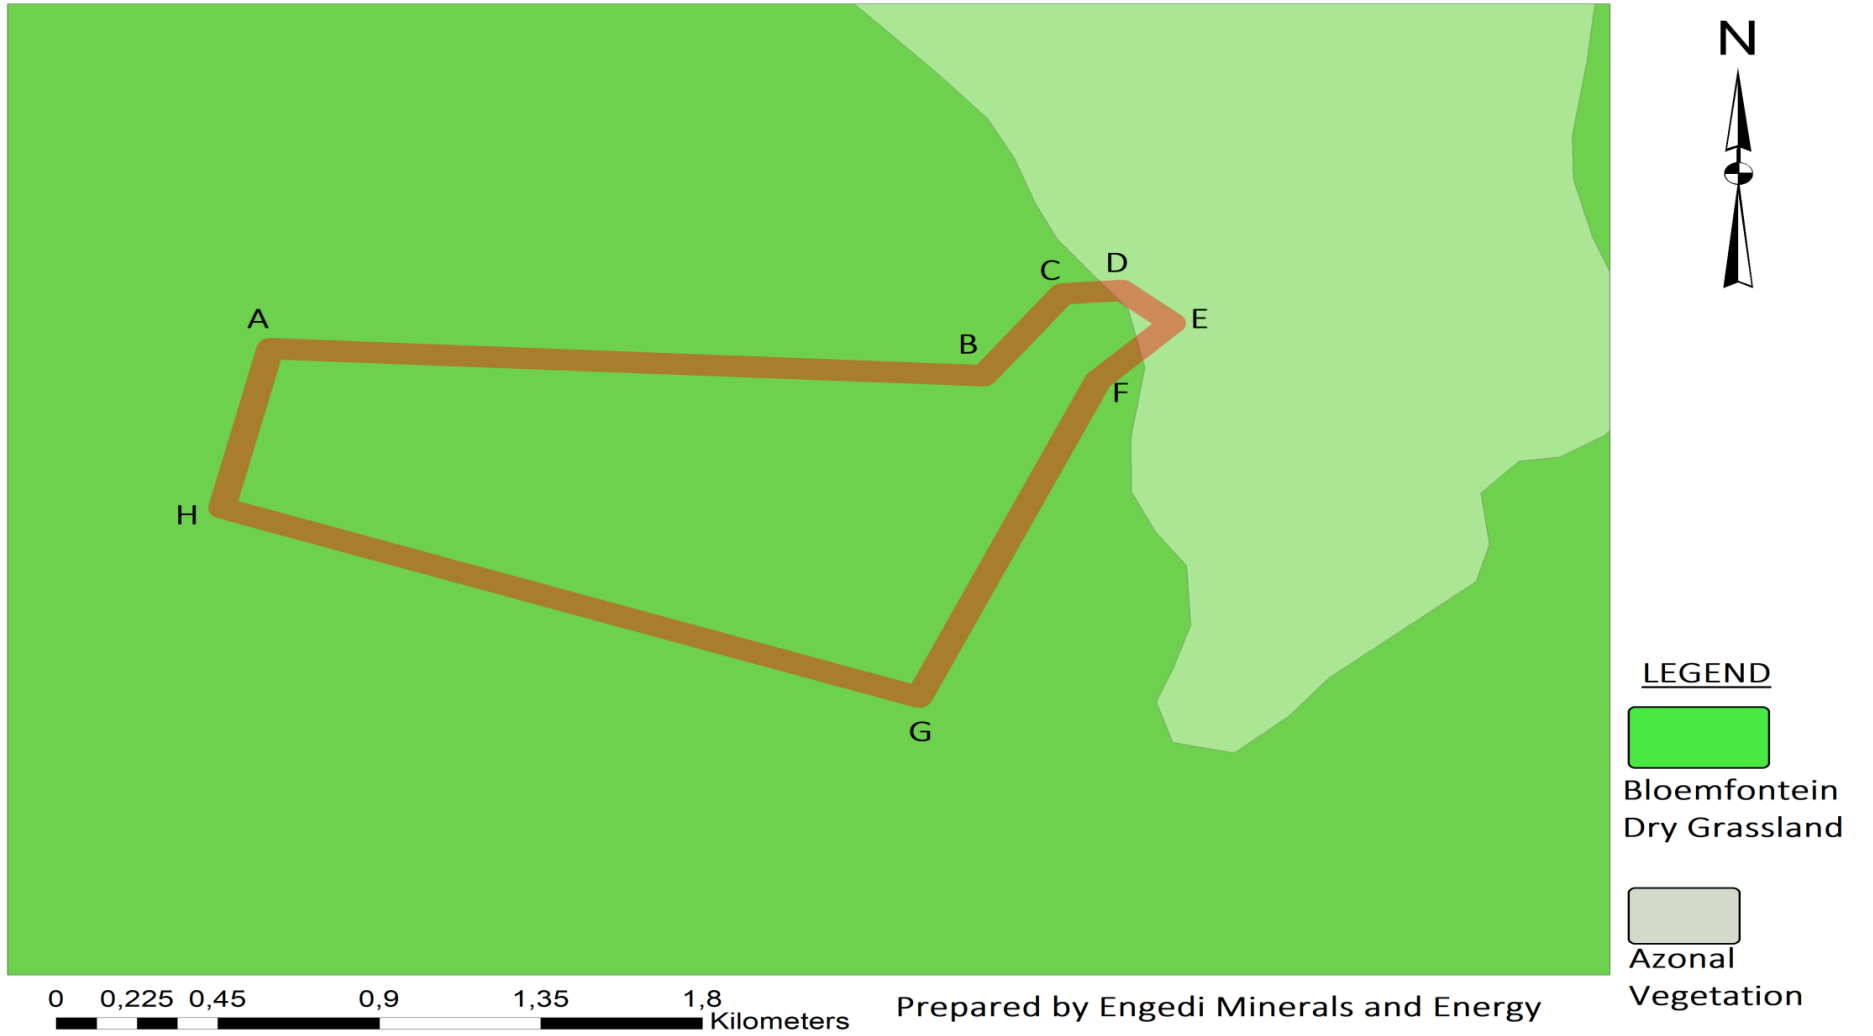 N
C
D
A
E
B
F
H
G
LEGEND
Bloemfontein
Dry Grassland
Azonal
Vegetation
0 0,225 0,45 0,9 1,35 1,8
Kilometers
Prepared by Engedi Minerals and Energy